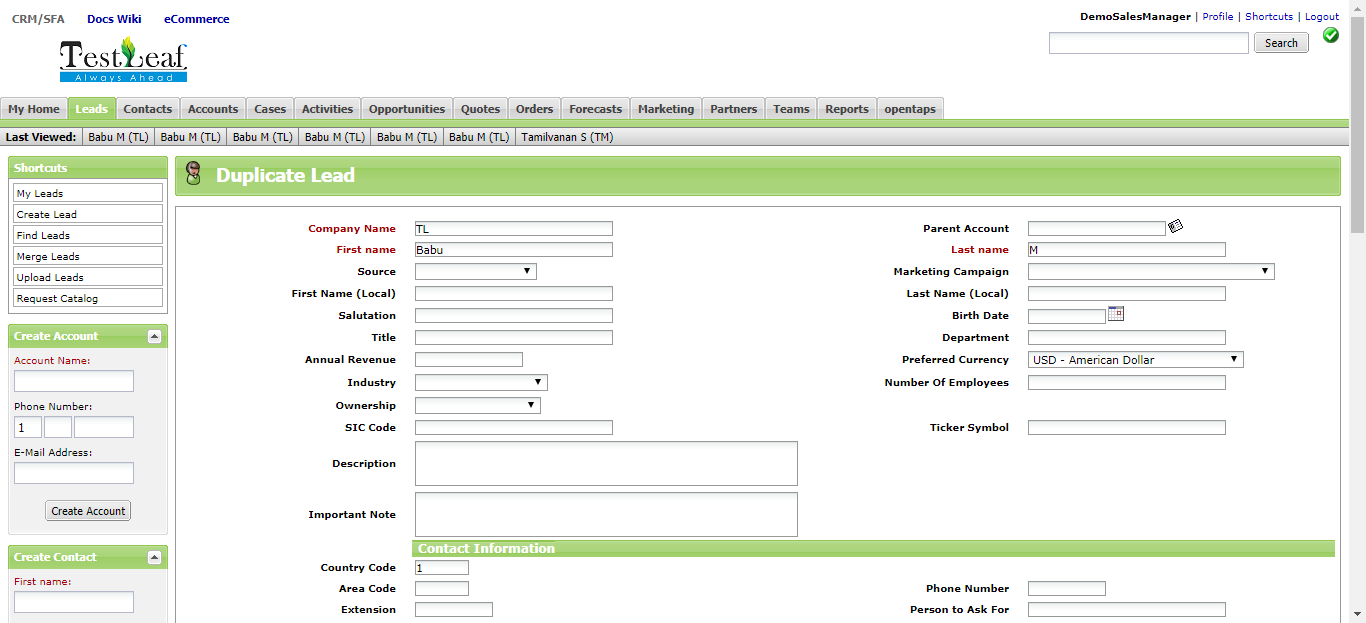 CRM/SFA Docs Wiki eCommerce
DemoSalesManager | Profile | Shortcuts | Logout
Search
TestLeaf
Always Ahead
My Home Leads Contacts Accounts Cases Activities Opportunities Quotes Orders Forecasts Marketing Partners Teams Reports opentaps
Last Viewed: Babu M (TL) Babu M (TL) Babu M (TL) Babu M (TL) Babu M (TL) Babu M (TL) Tamilvanan S (TM)
Shortcuts
My Leads
Create Lead
Find Leads
Merge Leads
Upload Leads
Request Catalog
Create Account
Account Name:
Phone Number:
1
E-Mail Address:
Create Account
Create Contact
First name:
Duplicate Lead
Company Name TL Parent Account
First name Babu Last name M
Source Marketing Campaign
First Name (Local) Last Name (Local)
Salutation Birth Date
Title Department
Annual Revenue Preferred Currency USD - American Dollar
Industry Number Of Employees
Ownership
SIC Code Ticker Symbol
Description
Important Note
Contact Information
Country Code 1
Area Code Phone Number
Extension Person to Ask For